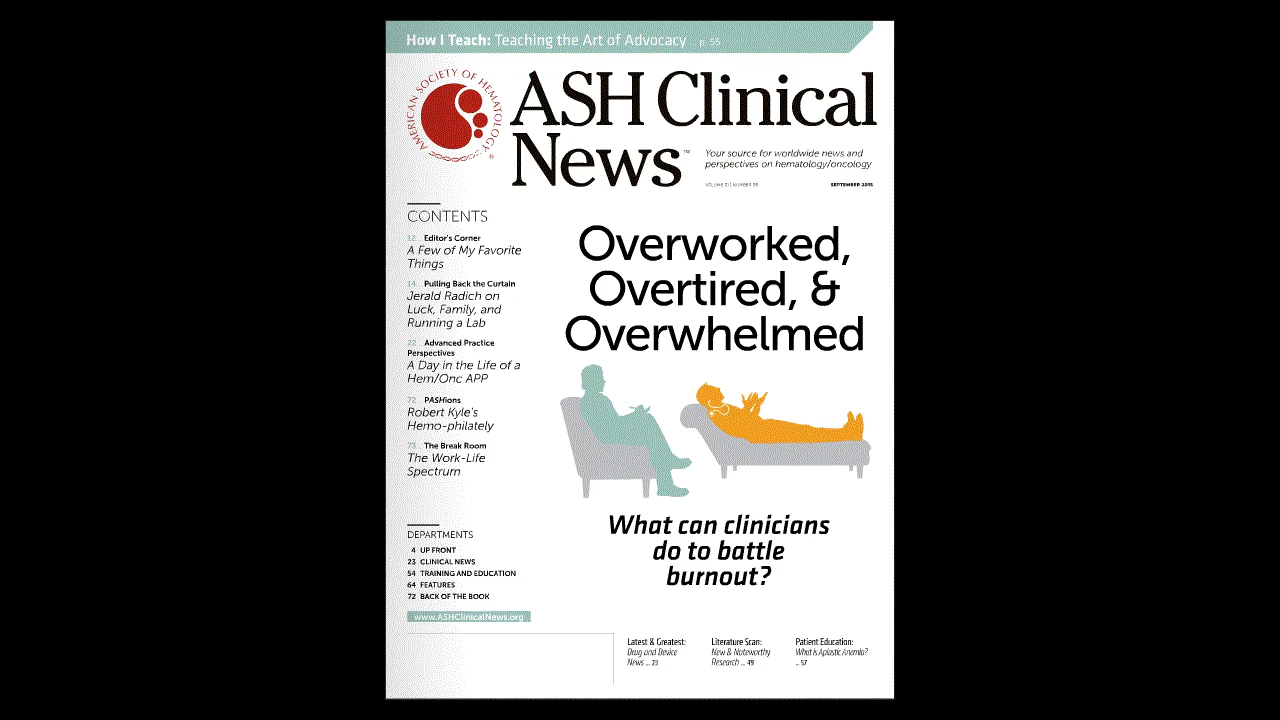 How I Teach: Teaching the Art of Advocacy ... p. 55
AMERICAN SOCIETY OF HEMATOLOGY
®
ASH Clinical
News™
Your source for worldwide news and
perspectives on hematology/oncology
VOLUME 01 | NUMBER 09
SEPTEMBER 2015
CONTENTS
12 Editor's Corner
A Few of My Favorite
Things
14 Pulling Back the Curtain
Jerald Radich on
Luck, Family, and
Running a Lab
22 Advanced Practice
Perspectives
A Day in the Life of a
Hem/Onc APP
72 PASHions
Robert Kyle's
Hemo-philately
73 The Break Room
The Work-Life
Spectrum
DEPARTMENTS
4 UP FRONT
23 CLINICAL NEWS
54 TRAINING AND EDUCATION
64 FEATURES
72 BACK OF THE BOOK
www.ASHClinicalNews.org
Overworked,
Overtired, &
Overwhelmed
What can clinicians
do to battle
burnout?
Latest & Greatest:
Drug and Device
News ... 23
Literature Scan:
New & Noteworthy
Research ... 49
Patient Education:
What Is Aplastic Anemia?
... 57